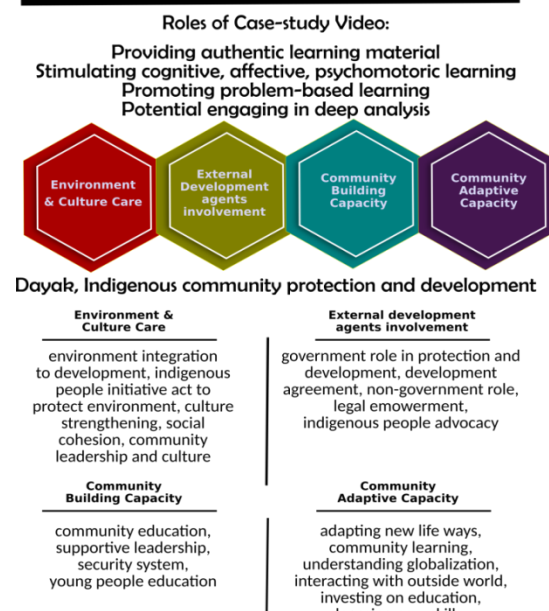 Roles of Case-study Video:
Providing authentic learning material
Stimulating cognitive, affective, psychomotoric learning
Promoting problem-based learning
Potential engaging in deep analysis
Environment
& Culture Care
External
Development
agents
involvement
Community
Building
Capacity
Community
Adaptive
Capacity
Dayak, Indigenous community protection and development
Environment &
Culture Care
environment integration
to development, indigenous
people initiative act to
protect environment, culture
strengthening, social
cohesion, community
leadership and culture
External development
agents involvement
government role in protection and
development, development
agreement, non-government role,
legal emowerment,
indigenous people advocacy
Community
Building Capacity
community education,
supportive leadership,
security system,
young people education
Community
Adaptive Capacity
adapting new life ways,
community learning,
understanding globalization,
interacting with outside world,
investing on education,